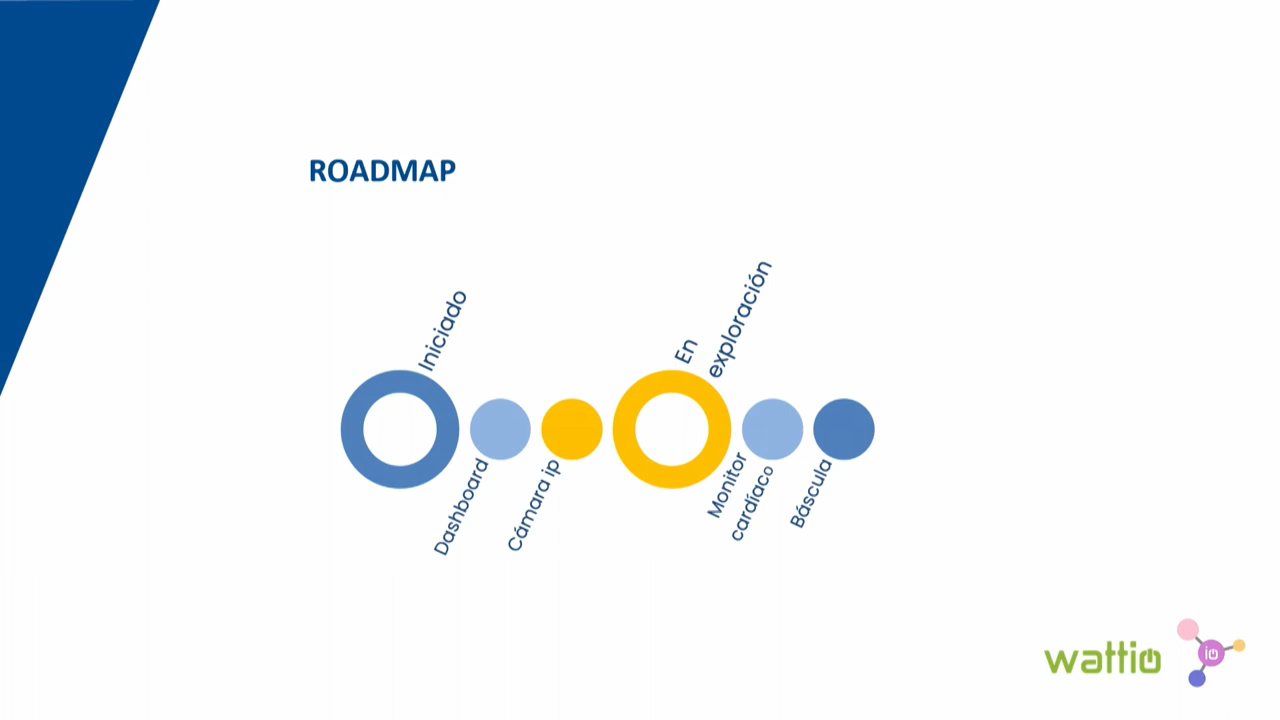 ROADMAP
Iniciado
Dashboard
Cámara ip
En
exploración
Monitor
cardíaco
Báscula
wattio
io